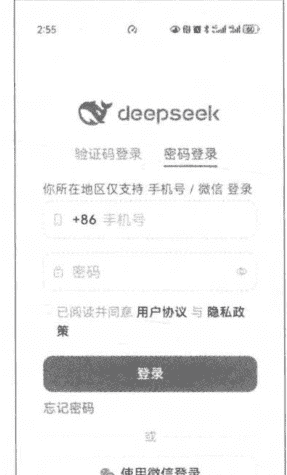 2:55
deepseek
验证码登录 密码登录
你所在地区仅支持 手机号 / 微信 登录
+86 手机号
密码
已阅读并同意 用户协议 与 隐私政
策
登录
忘记密码
或
使用微信登录